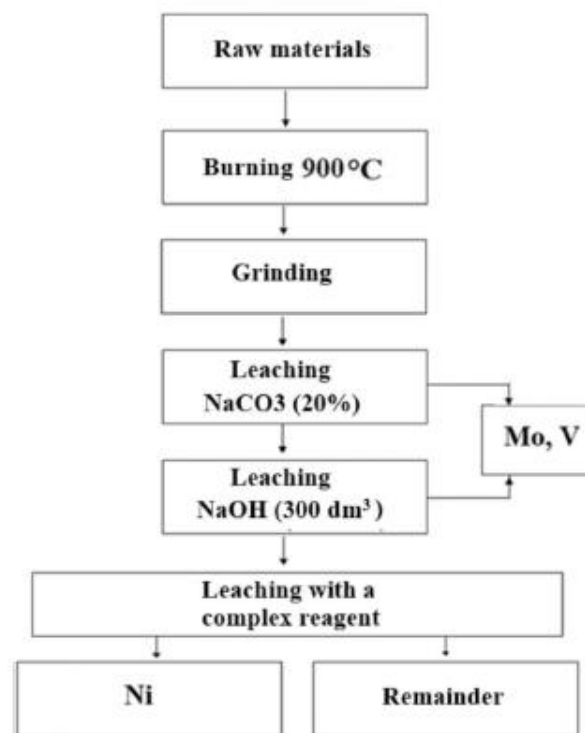 Raw materials
Burning 900°C
Grinding
Leaching
NaCO3 (20%)
Mo, V
Leaching
NaOH (300 dm³)
Leaching with a
complex reagent
Ni
Remainder